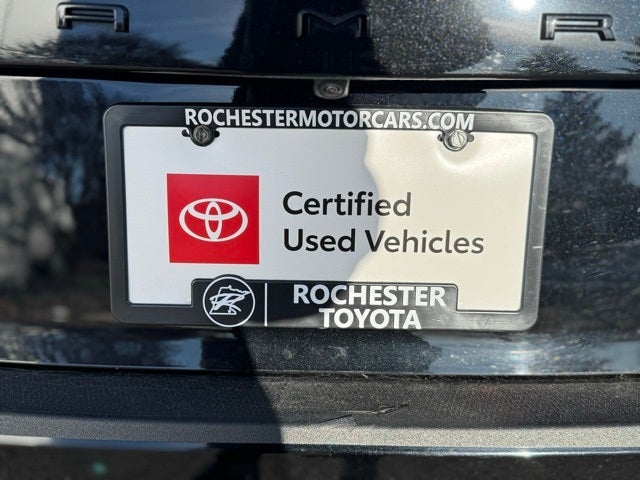 A M R
ROCHESTERMOTORCARS.COM
Certified
Used Vehicles
ROCHESTER
TOYOTA